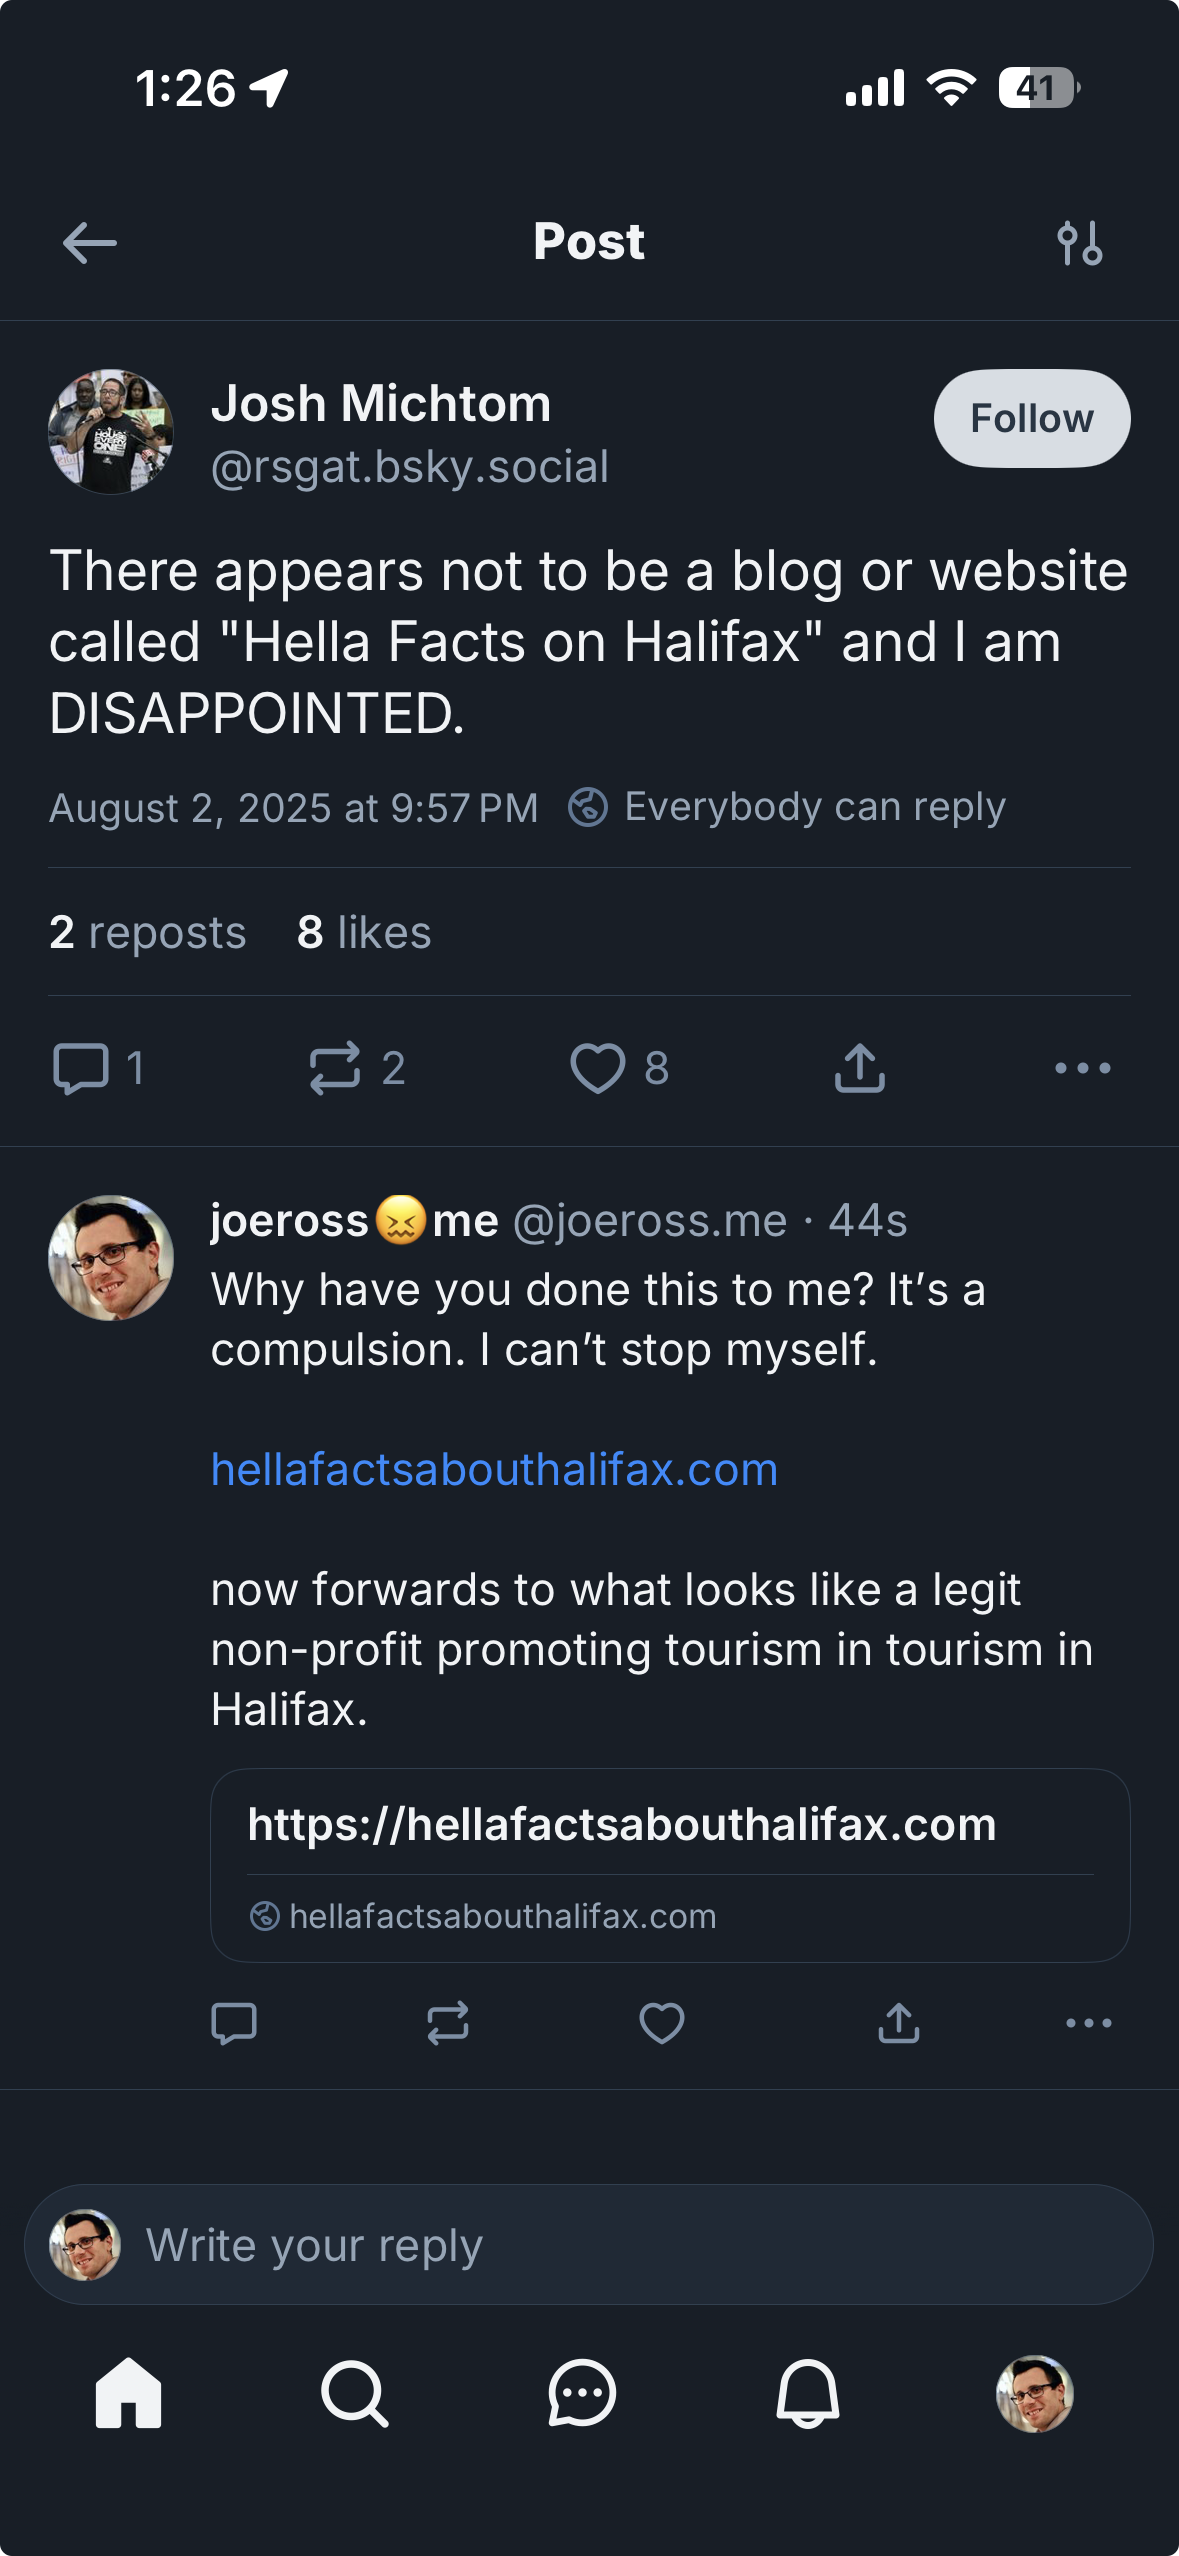 1:26
41
Post
Josh Michtom
Follow
@rsgat.bsky.social
There appears not to be a blog or website
called "Hella Facts on Halifax" and I am
DISAPPOINTED.
August 2, 2025 at 9:57 PM Everybody can reply
2 reposts 8 likes
1 2 8
joeross😖me @joeross.me · 44s
Why have you done this to me? It’s a
compulsion. I can’t stop myself.
hellafactsabouthalifax.com
now forwards to what looks like a legit
non-profit promoting tourism in tourism in
Halifax.
https://hellafactsabouthalifax.com
hellafactsabouthalifax.com
Write your reply